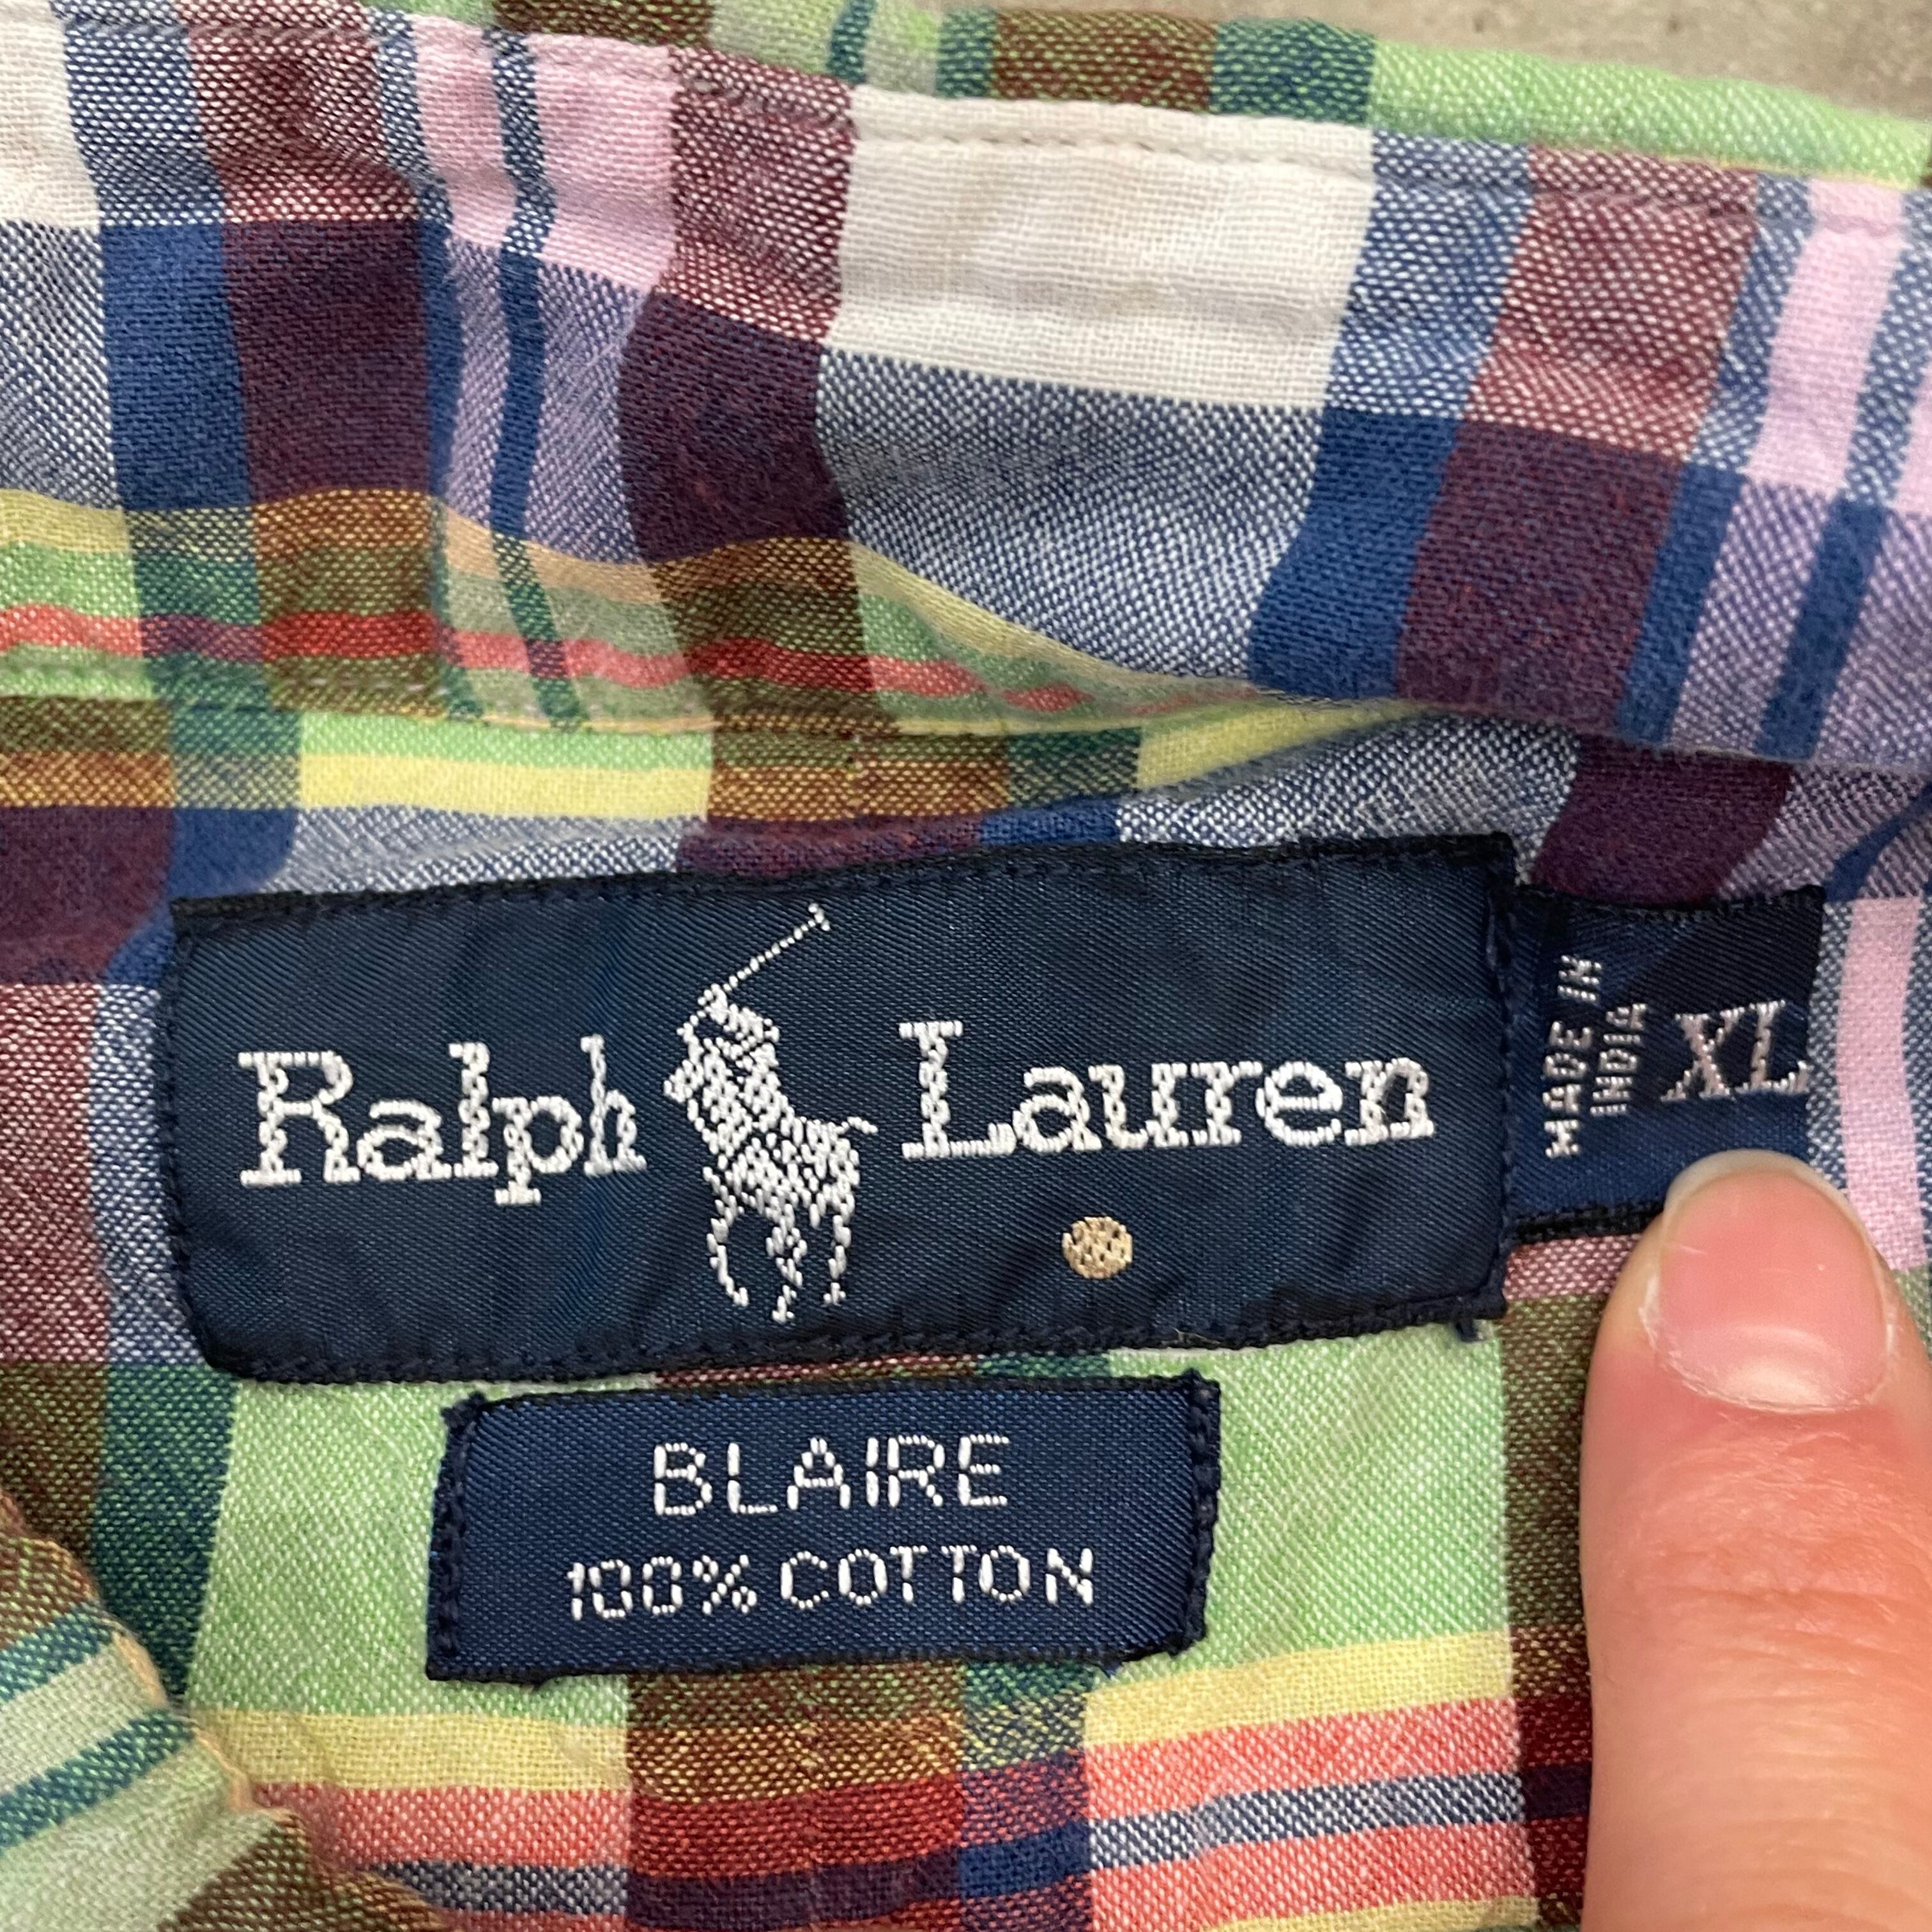 Ralph Lauren
MADE IN
INDIA
XL
BLAIRE
100% COTTON